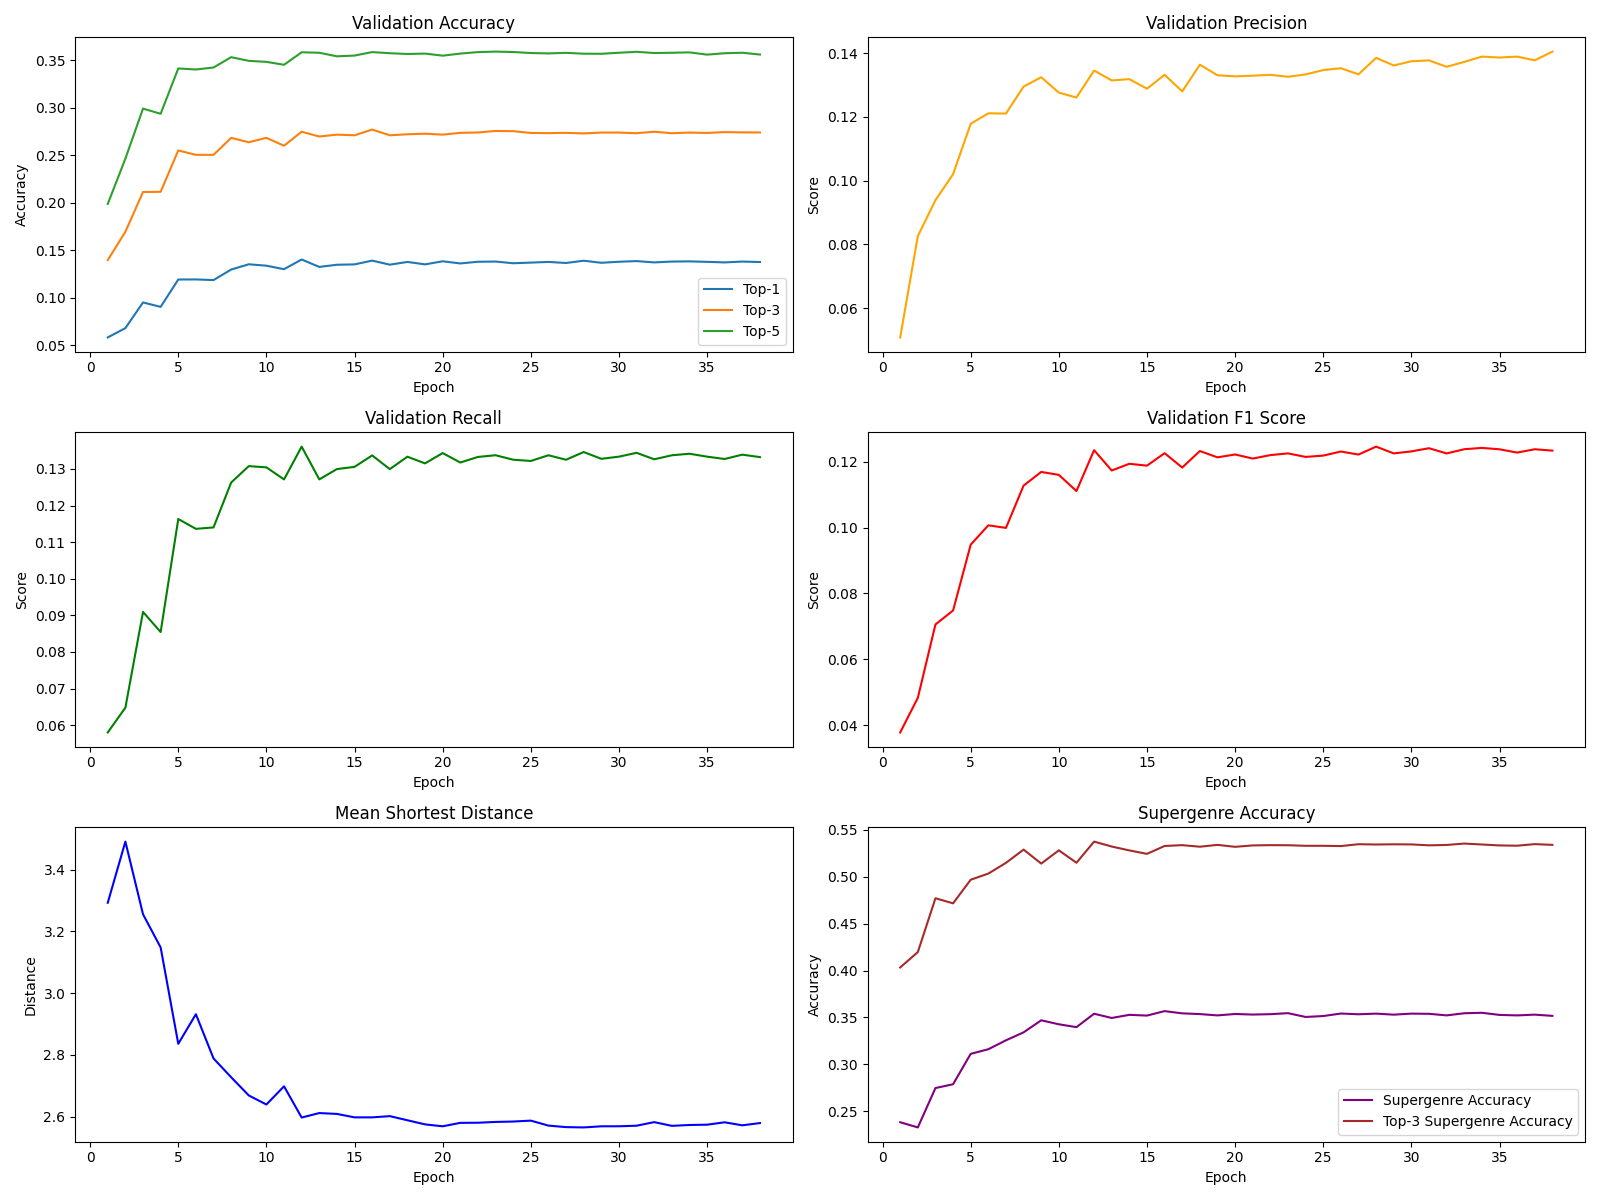 Validation Accuracy
Accuracy
0.35
0.30
0.25
0.20
0.15
0.10
0.05
Top-1
Top-3
Top-5
0 5 10 15 20 25 30 35
Epoch
Validation Precision
Score
0.14
0.12
0.10
0.08
0.06
0 5 10 15 20 25 30 35
Epoch
Validation Recall
Score
0.13
0.12
0.11
0.10
0.09
0.08
0.07
0.06
0 5 10 15 20 25 30 35
Epoch
Validation F1 Score
Score
0.12
0.10
0.08
0.06
0.04
0 5 10 15 20 25 30 35
Epoch
Mean Shortest Distance
Distance
3.4
3.2
3.0
2.8
2.6
0 5 10 15 20 25 30 35
Epoch
Supergenre Accuracy
Accuracy
0.55
0.50
0.45
0.40
0.35
0.30
0.25
Supergenre Accuracy
Top-3 Supergenre Accuracy
0 5 10 15 20 25 30 35
Epoch